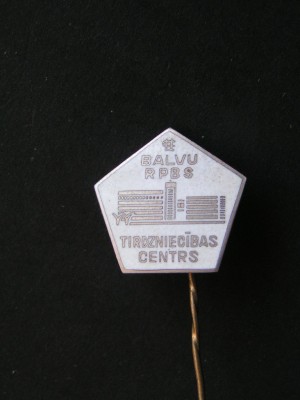 BALVU
RPBS
TIRDZNIECĪBAS
CENTRS